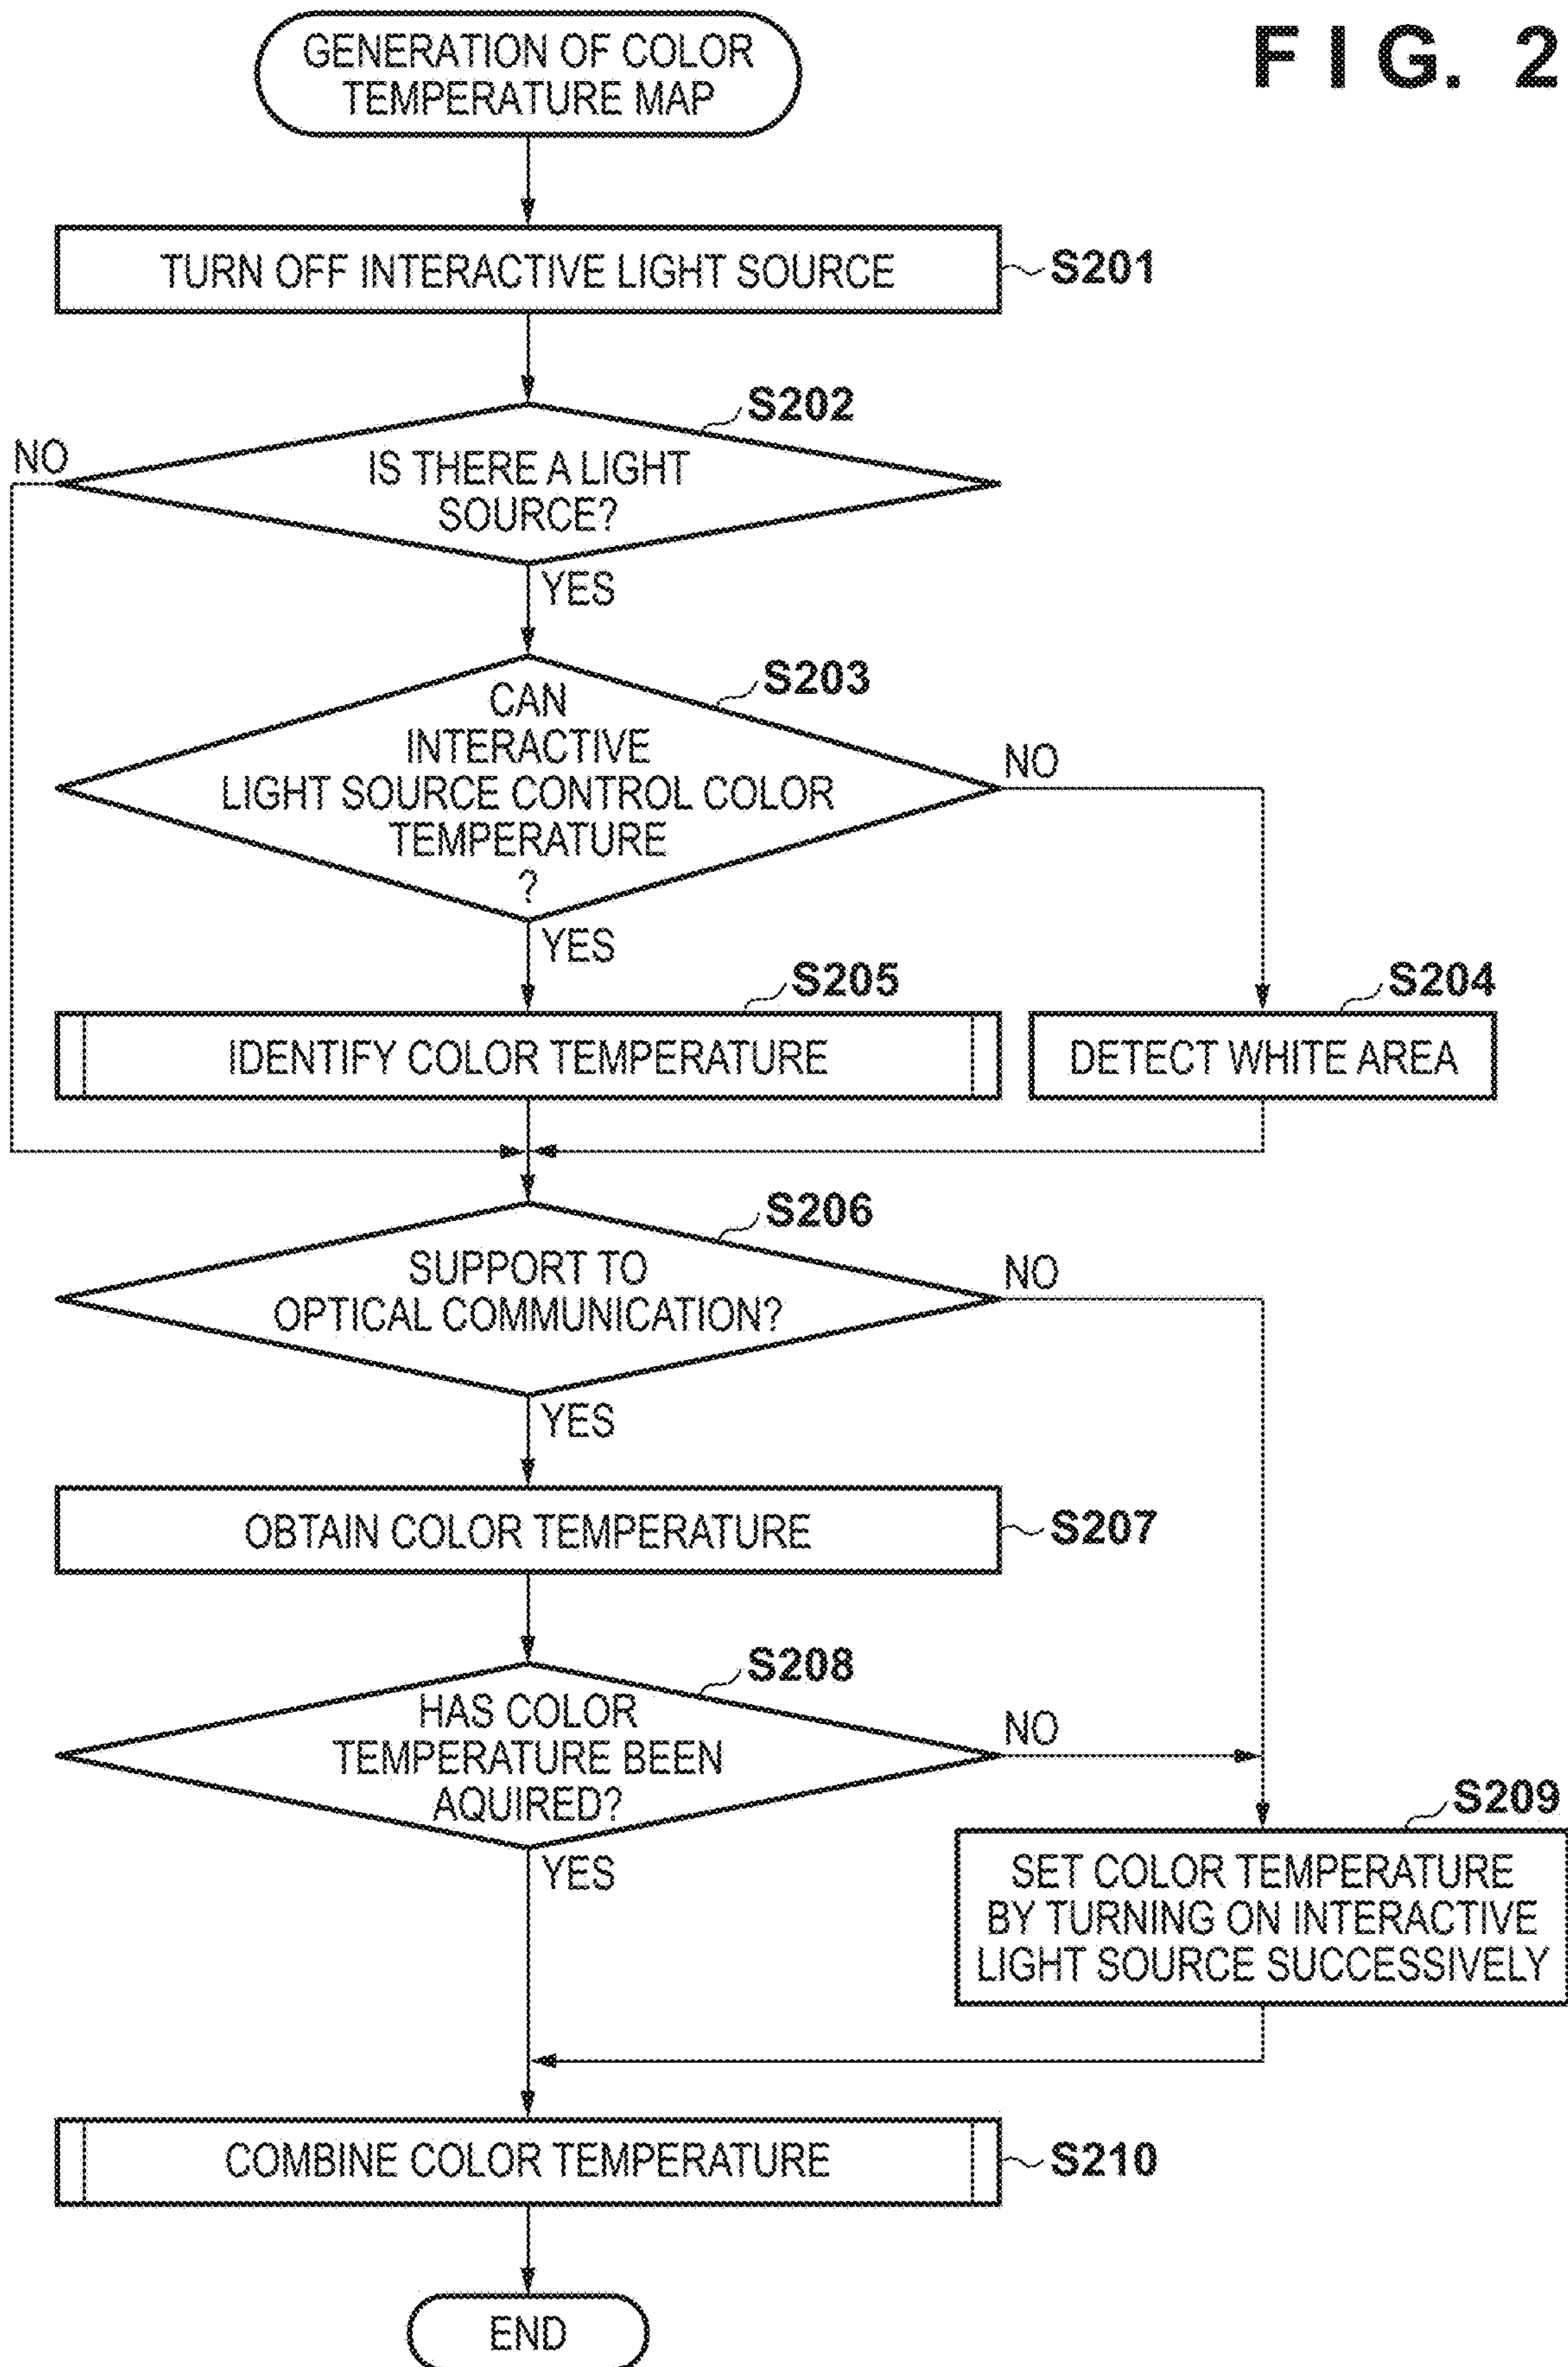 FIG. 2
GENERATION OF COLOR
TEMPERATURE MAP
TURN OFF INTERACTIVE LIGHT SOURCE
S201
S202
NO
IS THERE A LIGHT
SOURCE?
YES
S203
CAN
INTERACTIVE
LIGHT SOURCE CONTROL COLOR
TEMPERATURE
?
NO
YES
S205
IDENTIFY COLOR TEMPERATURE
S204
DETECT WHITE AREA
S206
SUPPORT TO
OPTICAL COMMUNICATION?
NO
YES
OBTAIN COLOR TEMPERATURE
S207
S208
HAS COLOR
TEMPERATURE BEEN
AQUIRED?
NO
YES
S209
SET COLOR TEMPERATURE
BY TURNING ON INTERACTIVE
LIGHT SOURCE SUCCESSIVELY
COMBINE COLOR TEMPERATURE
S210
END